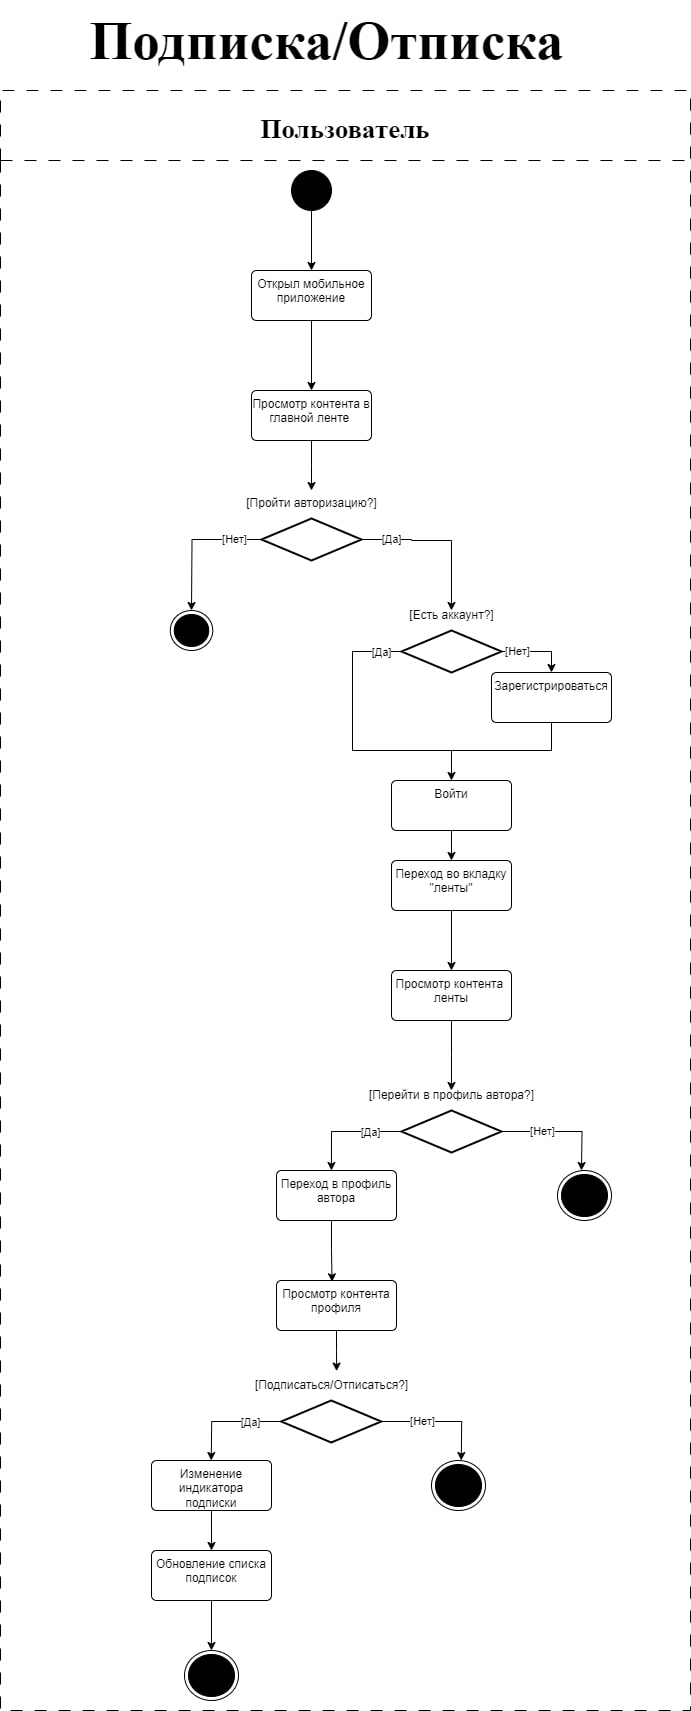 Подписка/Отписка
Пользователь
Открыл мобильное
приложение
Просмотр контента в
главной ленте
[Пройти авторизацию?]
[Нет]
[Да]
[Есть аккаунт?]
[Да]
[Нет]
Зарегистрироваться
Войти
Переход во вкладку
"ленты"
Просмотр контента
ленты
[Перейти в профиль автора?]
[Да]
[Нет]
Переход в профиль
автора
Просмотр контента
профиля
[Подписаться/Отписаться?]
[Да]
[Нет]
Изменение
индикатора
подписки
Обновление списка
подписок